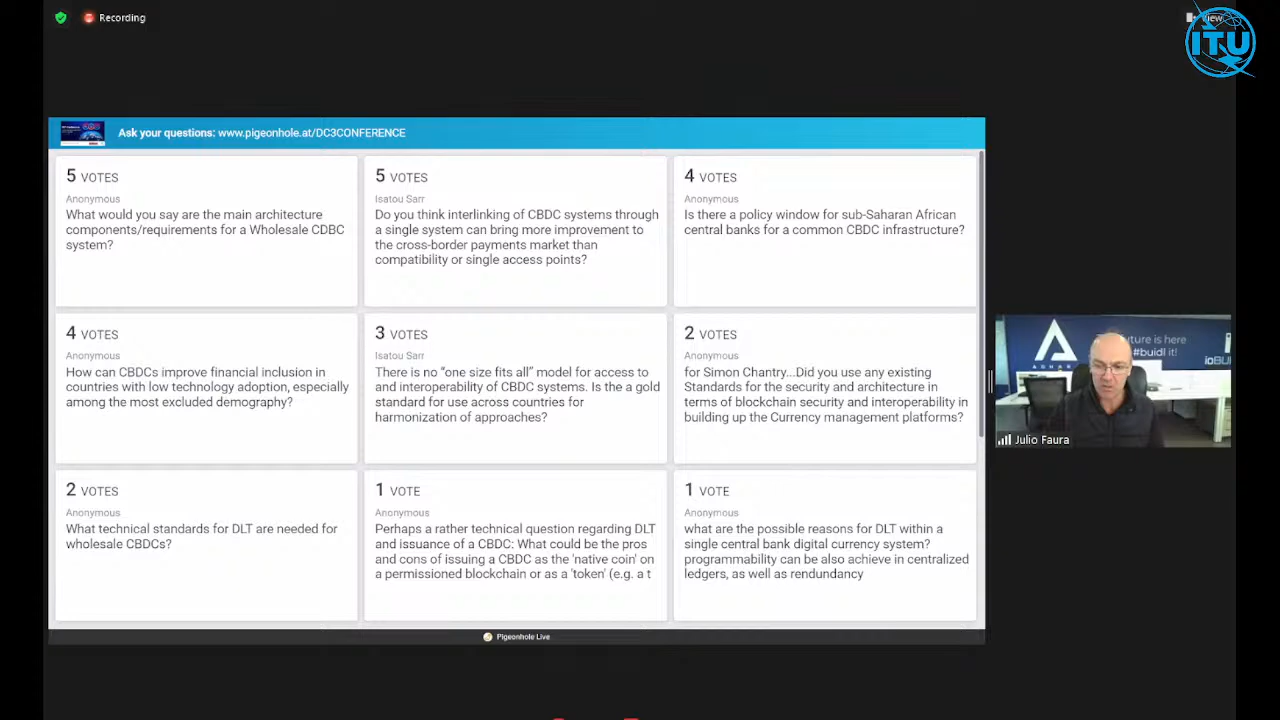 Recording
View
ITU
Ask your questions: www.pigeonhole.at/DC3CONFERENCE
5 VOTES
Anonymous
What would you say are the main architecture
components/requirements for a Wholesale CDBC
system?
5 VOTES
Isatou Sarr
Do you think interlinking of CBDC systems through
a single system can bring more improvement to
the cross-border payments market than
compatibility or single access points?
4 VOTES
Anonymous
Is there a policy window for sub-Saharan African
central banks for a common CBDC infrastructure?
4 VOTES
Anonymous
How can CBDCs improve financial inclusion in
countries with low technology adoption, especially
among the most excluded demography?
3 VOTES
Isatou Sarr
There is no “one size fits all” model for access to
and interoperability of CBDC systems. Is the a gold
standard for use across countries for
harmonization of approaches?
2 VOTES
Anonymous
for Simon Chantry...Did you use any existing
Standards for the security and architecture in
terms of blockchain security and interoperability in
building up the Currency management platforms?
2 VOTES
Anonymous
What technical standards for DLT are needed for
wholesale CBDCs?
1 VOTE
Anonymous
Perhaps a rather technical question regarding DLT
and issuance of a CBDC: What could be the pros
and cons of issuing a CBDC as the 'native coin' on
a permissioned blockchain or as a 'token' (e.g. a t
1 VOTE
Anonymous
what are the possible reasons for DLT within a
single central bank digital currency system?
programmability can be also achieve in centralized
ledgers, as well as rendundancy
uture is here
#buidl it!
Julio Faura
Pigeonhole Live